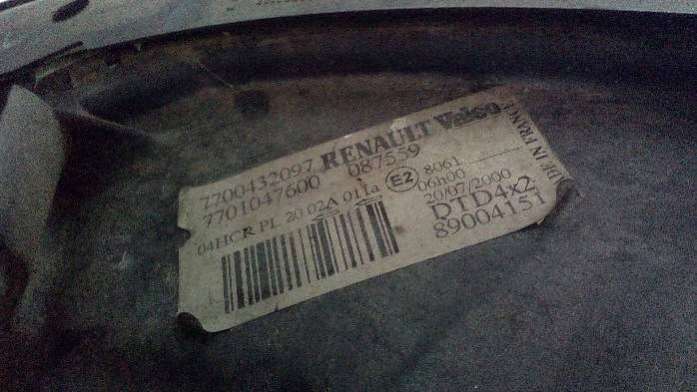 7700432097 RENAULT Valeo
7701047600 087559
04HCR PL 20 02A 011a E2 8061
06h00
20/07/2000
DTD4x2
89004151
DE IN FRANCE